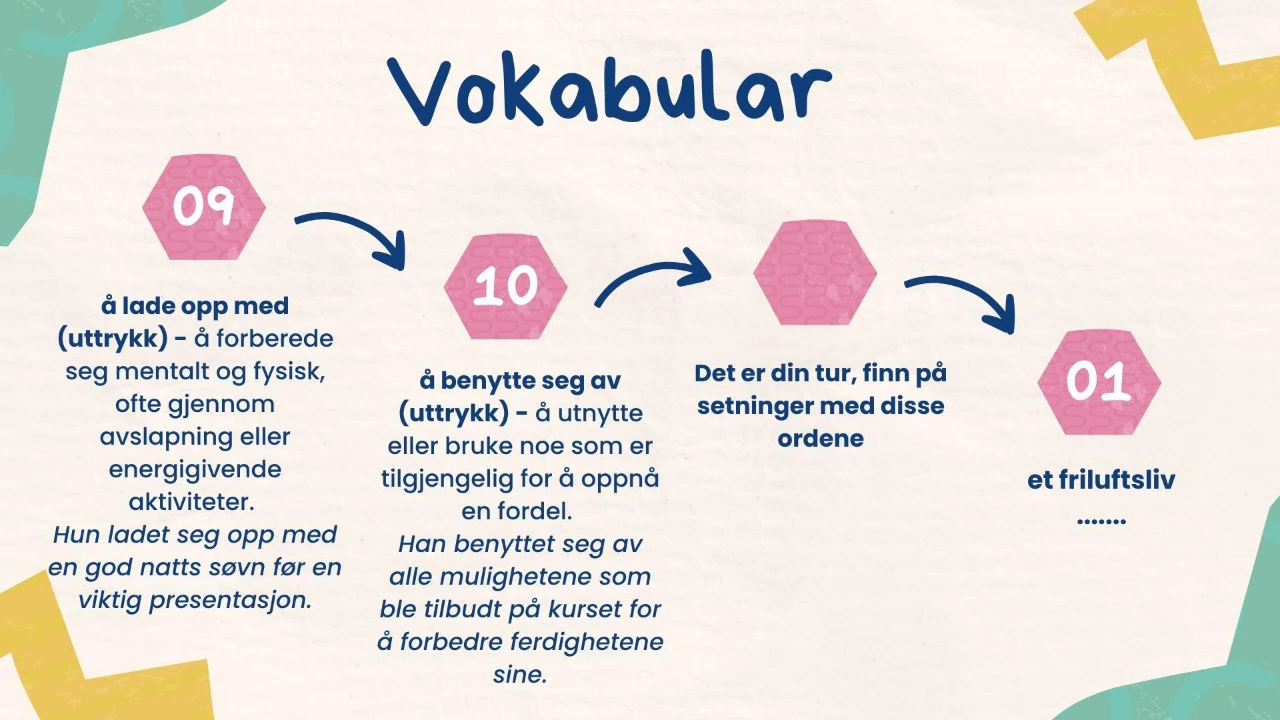 Vokabular
09
å lade opp med
(uttrykk) – å forberede
seg mentalt og fysisk,
ofte gjennom
avslapning eller
energigivende
aktiviteter.
Hun ladet seg opp med
en god natts søvn før en
viktig presentasjon.
10
å benytte seg av
(uttrykk) – å utnytte
eller bruke noe som er
tilgjengelig for å oppnå
en fordel.
Han benyttet seg av
alle mulighetene som
ble tilbudt på kurset for
å forbedre ferdighetene
sine.
Det er din tur, finn på
setninger med disse
ordene
01
et friluftsliv
.......